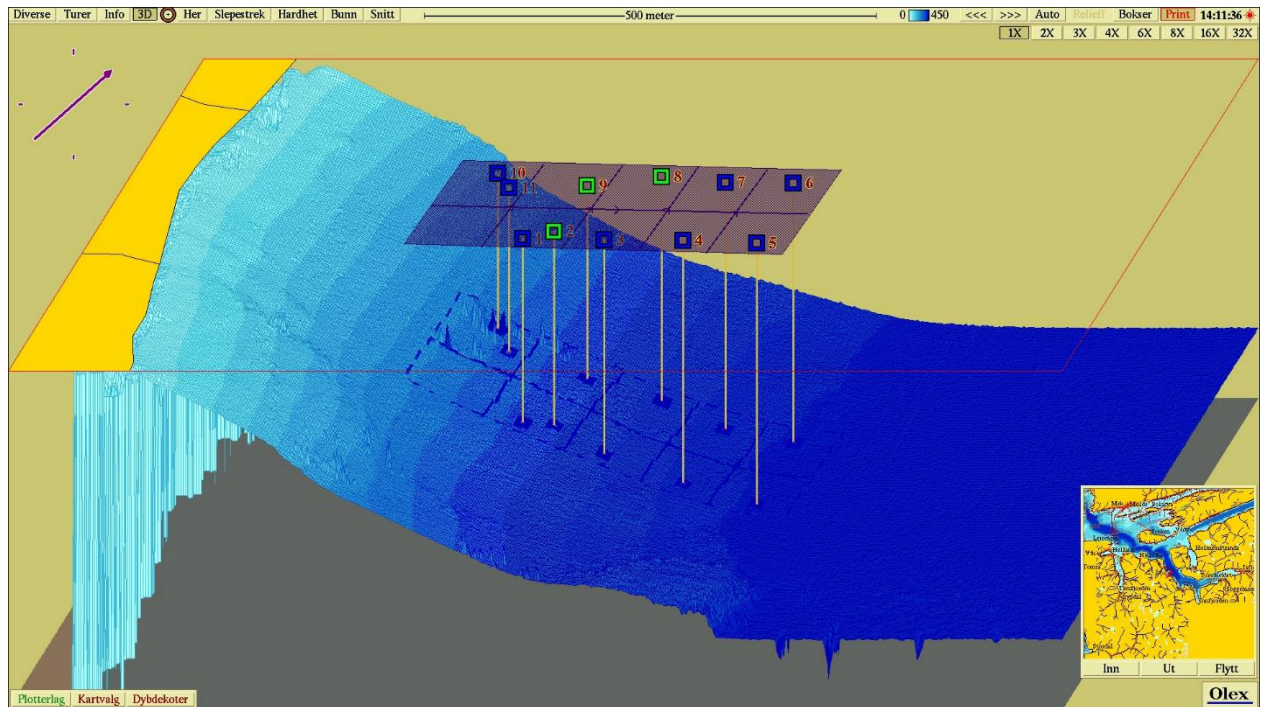 Diverse Turer Info 3D Her Slepestrek Hardhet Bunn Snitt 500 meter 0 450 <<< >>> Auto Relieff Bokser Print 14:11:36
1X 2X 3X 4X 6X 8X 16X 32X
10 9 8 7 6
11
1 2 3 4 5
Inn Ut Flytt
Plotterlag Kartvalg Dybdekoter Olex